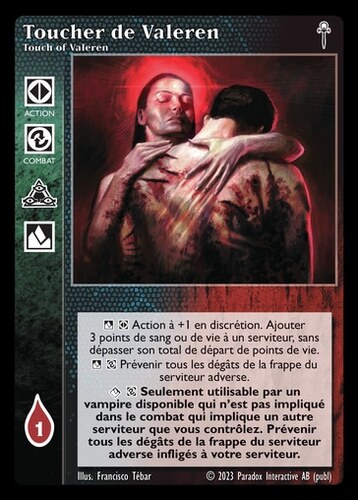 Toucher de Valeren
Touch of Valeren
ACTION
COMBAT
Action à +1 en discrétion. Ajouter
3 points de sang ou de vie à un serviteur, sans
dépasser son total de départ de points de vie.
Prévenir tous les dégâts de la frappe du
serviteur adverse.
Seulement utilisable par un
vampire disponible qui n'est pas impliqué
dans le combat qui implique un autre
serviteur que vous contrôlez. Prévenir
tous les dégâts de la frappe du serviteur
adverse infligés à votre serviteur.
1
Illus. Francisco Tébar
© 2023 Paradox Interactive AB (publ)